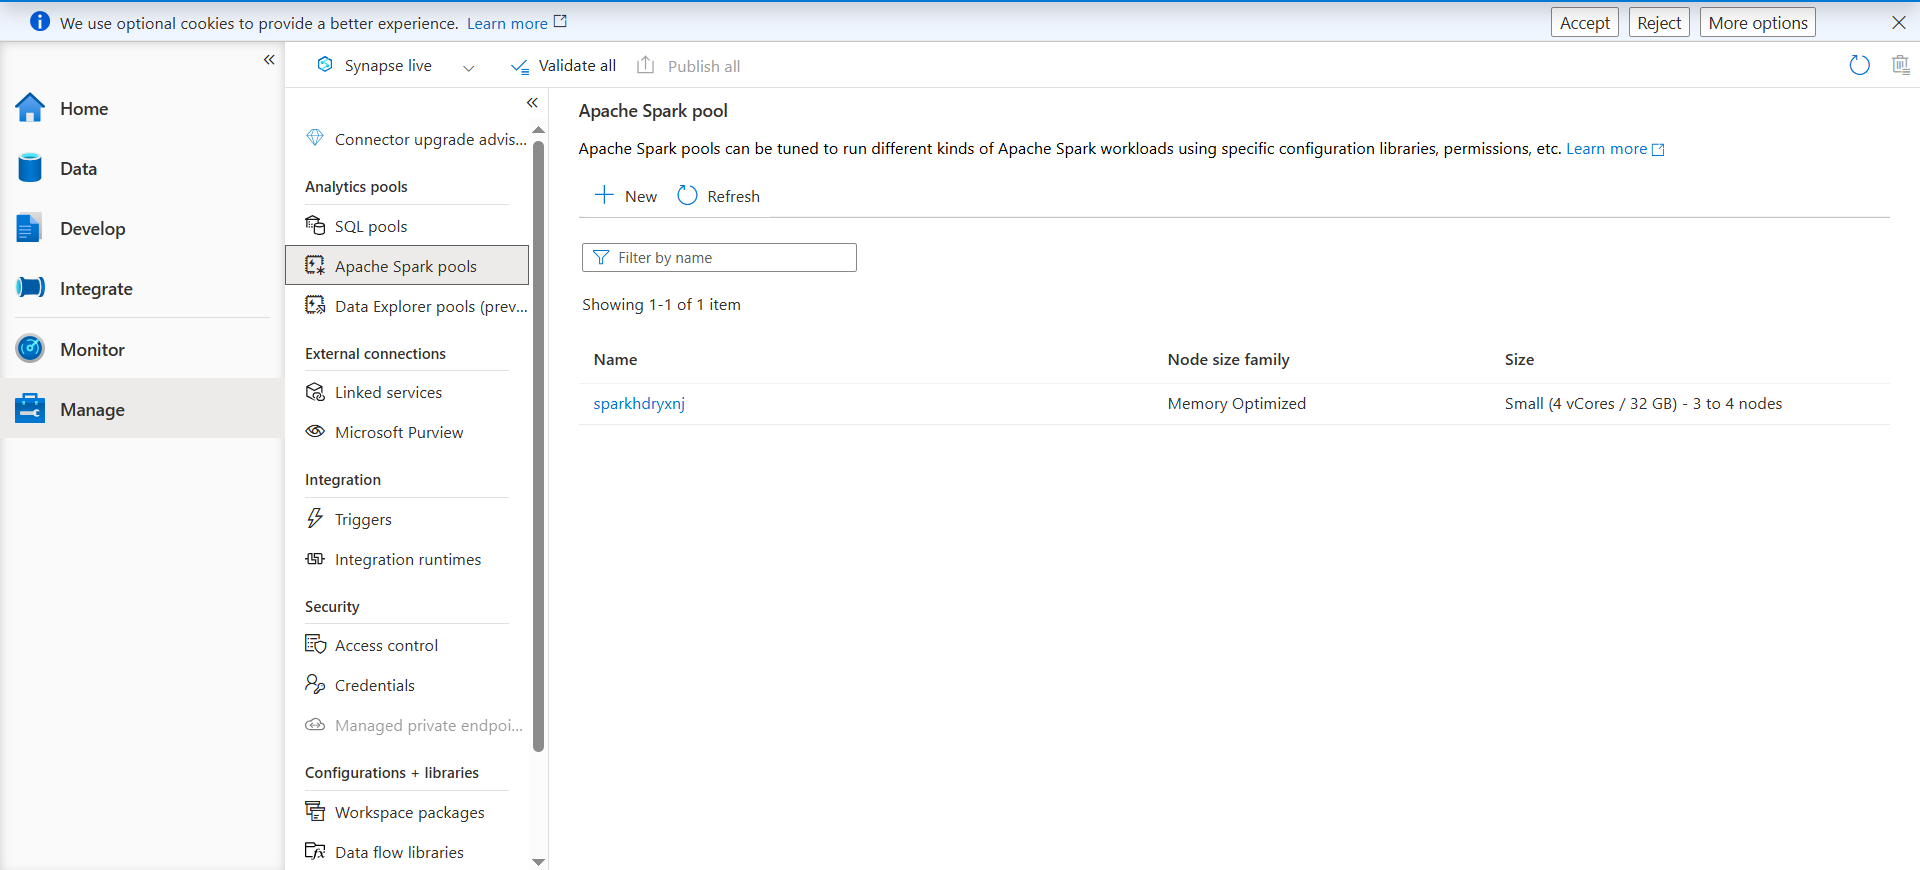 We use optional cookies to provide a better experience. Learn more
Accept
Reject
More options
Synapse live
Validate all
Publish all
Home
Data
Develop
Integrate
Monitor
Manage
Connector upgrade advis...
Analytics pools
SQL pools
Apache Spark pools
Data Explorer pools (prev...
External connections
Linked services
Microsoft Purview
Integration
Triggers
Integration runtimes
Security
Access control
Credentials
Managed private endpoi...
Configurations + libraries
Workspace packages
Data flow libraries
Apache Spark pool
Apache Spark pools can be tuned to run different kinds of Apache Spark workloads using specific configuration libraries, permissions, etc. Learn more
New
Refresh
Filter by name
Showing 1-1 of 1 item
Name Node size family Size
sparkhdryxnj Memory Optimized Small (4 vCores / 32 GB) - 3 to 4 nodes